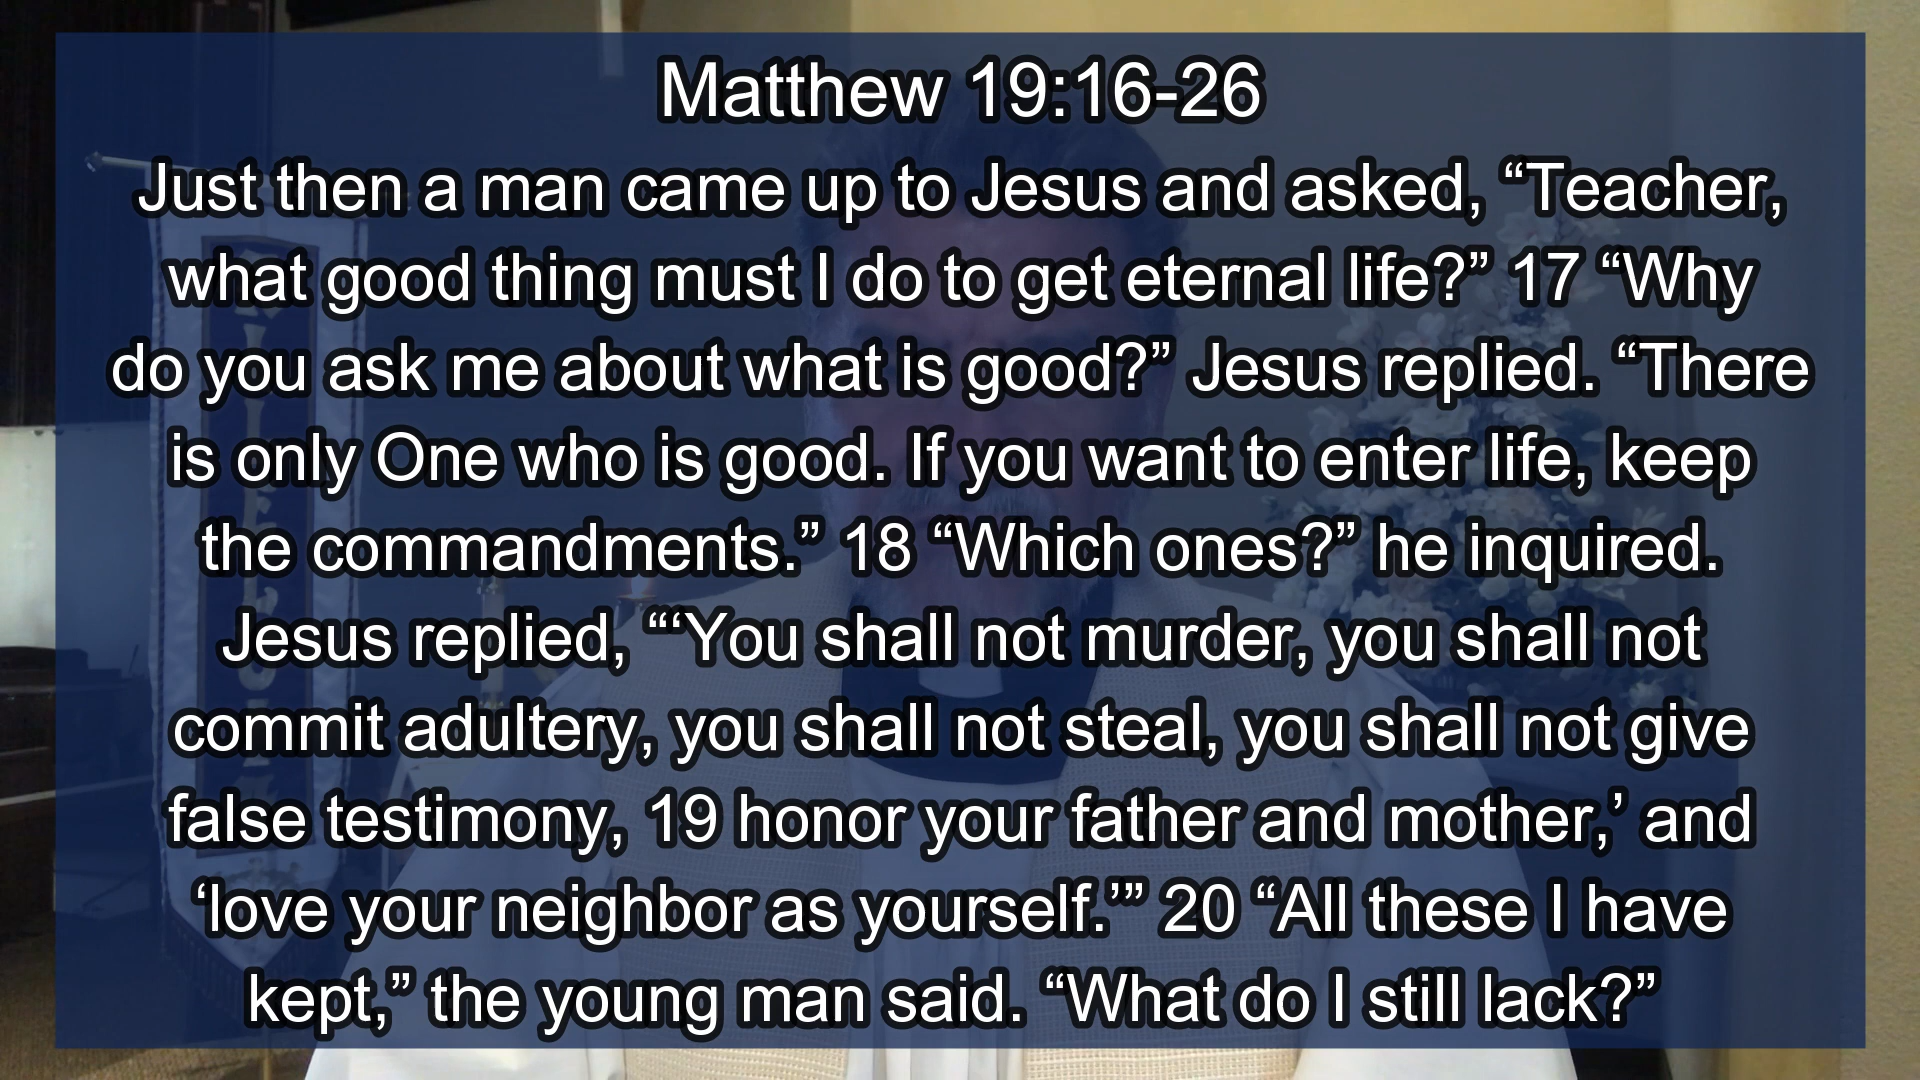 Matthew 19:16-26
Just then a man came up to Jesus and asked, “Teacher,
what good thing must I do to get eternal life?” 17 “Why
do you ask me about what is good?” Jesus replied. “There
is only One who is good. If you want to enter life, keep
the commandments.” 18 “Which ones?” he inquired.
Jesus replied, “‘You shall not murder, you shall not
commit adultery, you shall not steal, you shall not give
false testimony, 19 honor your father and mother,’ and
‘love your neighbor as yourself.’” 20 “All these I have
kept,” the young man said. “What do I still lack?”